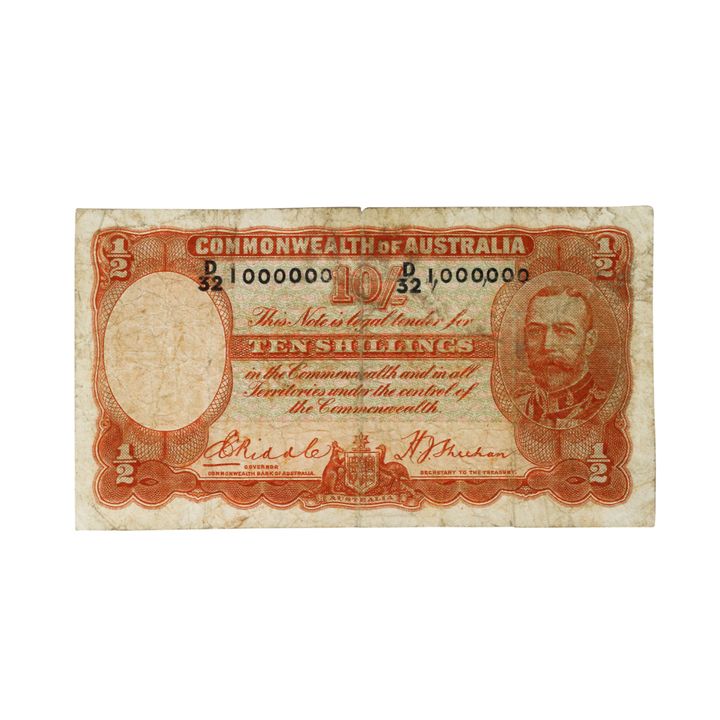 COMMONWEALTH OF AUSTRALIA
1/2 1/2
D/32 1000000 D/32 1,000,000
10/-
This Note is legal tender for
TEN SHILLINGS
in the Commonwealth and in all
Territories under the control of
the Commonwealth.
E C Riddle H J Sheehan
GOVERNOR SECRETARY TO THE TREASURY.
COMMONWEALTH BANK OF AUSTRALIA.
1/2 1/2
AUSTRALIA